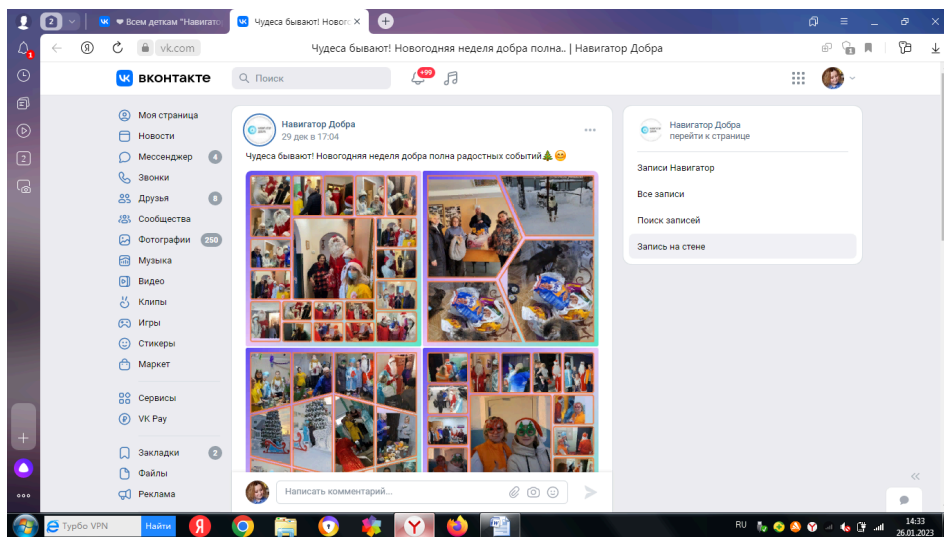 2
Всем деткам "Навигато
Чудеса бывают! Нового
vk.com
Чудеса бывают! Новогодняя неделя добра полна.. | Навигатор Добра
ВКОНТАКТЕ
Поиск
+99
2
Моя страница
Новости
Мессенджер 4
Звонки
Друзья 8
Сообщества
Фотографии 250
Музыка
Видео
Клипы
Игры
Стикеры
Маркет
Сервисы
VK Pay
Закладки 2
Файлы
Реклама
Навигатор Добра
29 дек в 17:04
Чудеса бывают! Новогодняя неделя добра полна радостных событий
Написать комментарий...
Навигатор Добра
перейти к странице
Записи Навигатор
Все записи
Поиск записей
Запись на стене
Турбо VPN
Найти
RU
14:33
26.01.2023